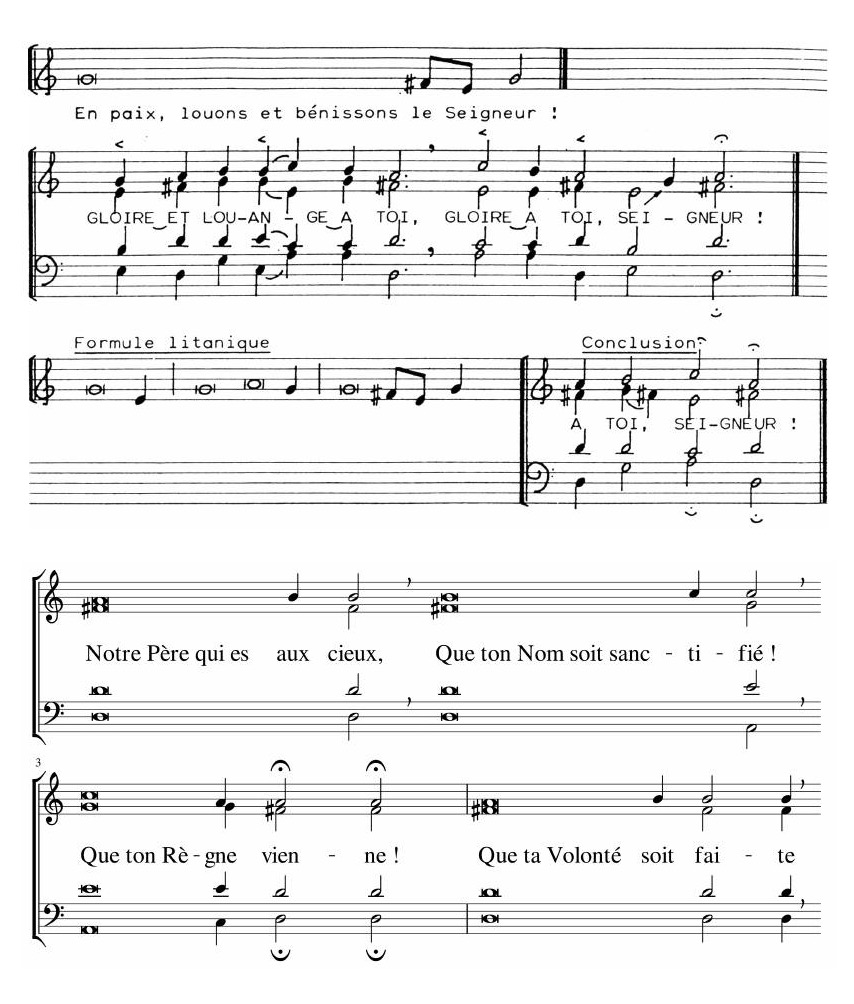 En paix, louons et bénissons le Seigneur !
GLOIRE ET LOU-AN - GE A TOI, GLOIRE A TOI, SEI - GNEUR !
Formule litanique Conclusion
A TOI, SEI-GNEUR !
Notre Père qui es aux cieux, Que ton Nom soit sanc - ti - fié !
3
Que ton Rè - gne vien - ne ! Que ta Volonté soit fai - te